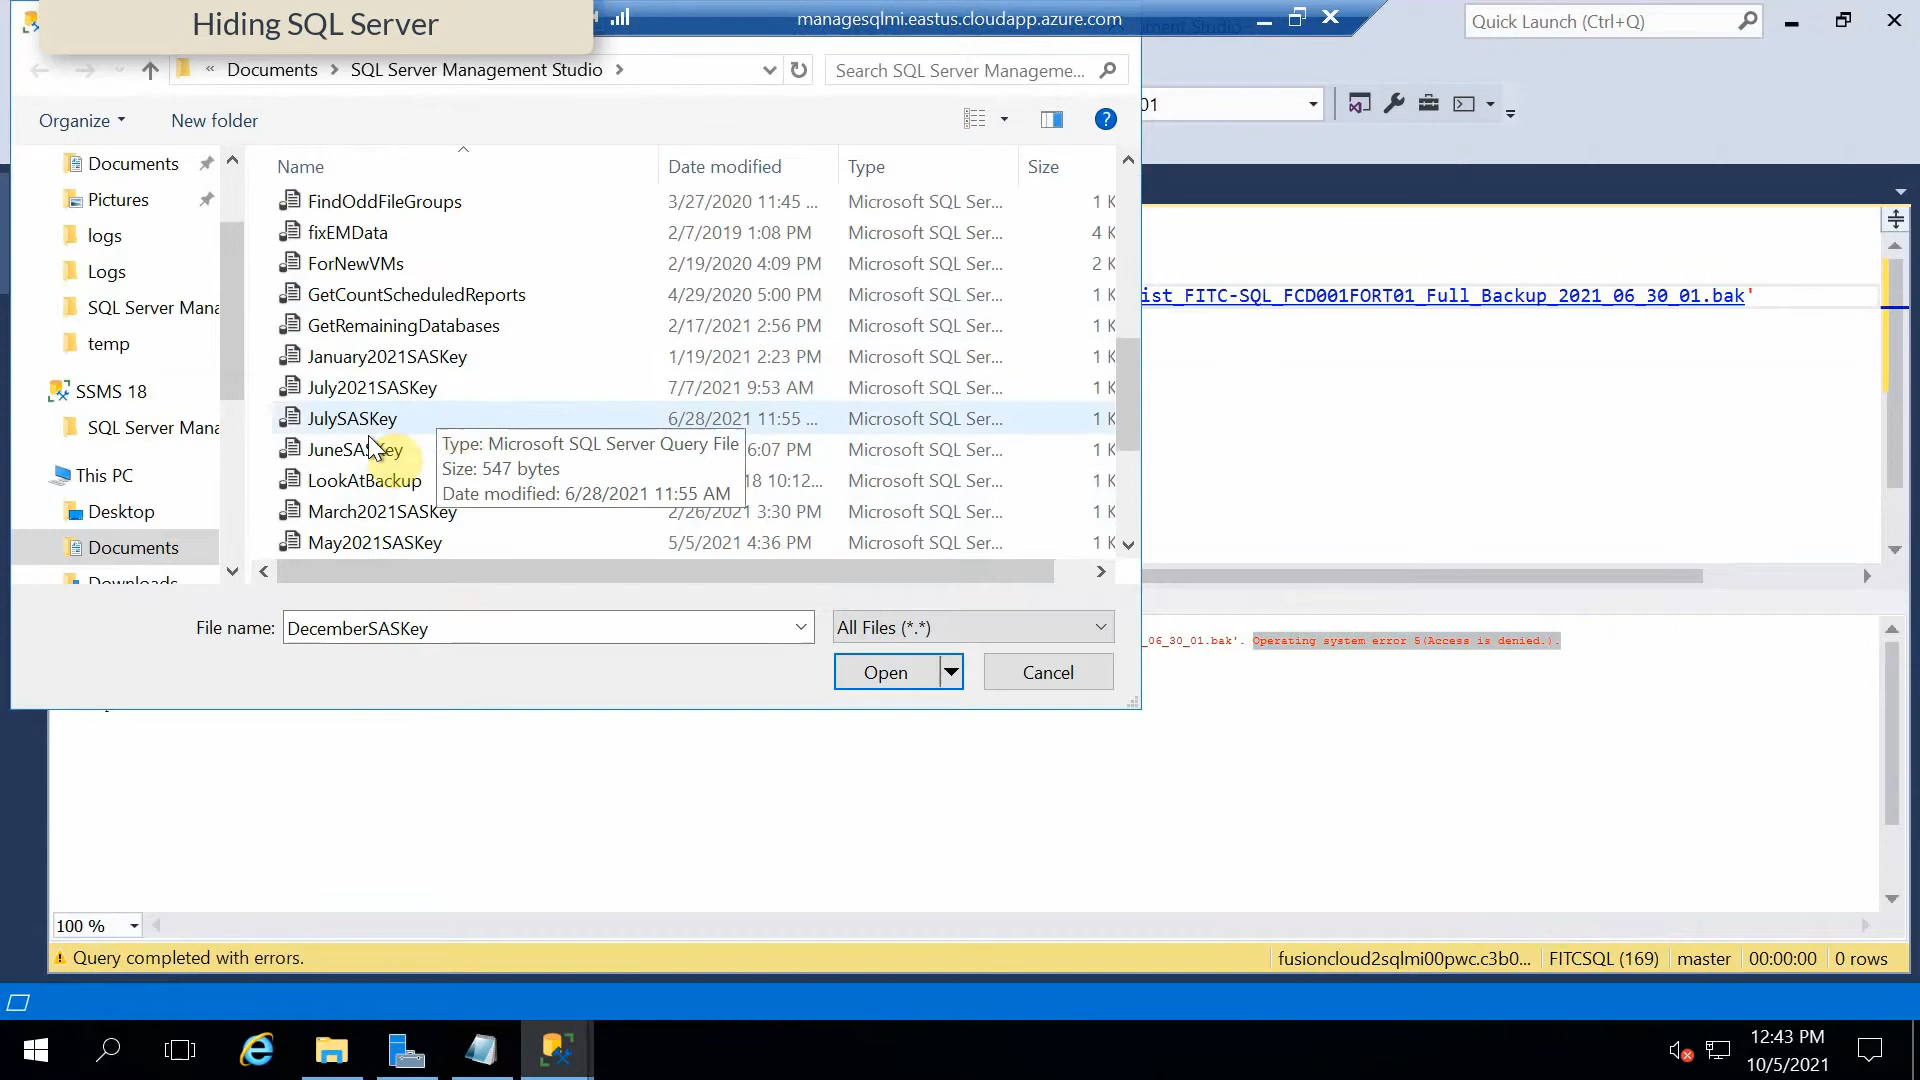 Hiding SQL Server
managesqlmi.eastus.cloudapp.azure.com
Quick Launch (Ctrl+Q)
« Documents > SQL Server Management Studio >
Search SQL Server Manageme...
01
Organize
New folder
?
Name
Date modified
Type
Size
Documents
Pictures
logs
Logs
SQL Server Mana
temp
SSMS 18
SQL Server Mana
This PC
Desktop
Documents
Downloads
FindOddFileGroups 3/27/2020 11:45 ... Microsoft SQL Ser... 1 K
fixEMData 2/7/2019 1:08 PM Microsoft SQL Ser... 4 K
ForNewVMs 2/19/2020 4:09 PM Microsoft SQL Ser... 2 K
GetCountScheduledReports 4/29/2020 5:00 PM Microsoft SQL Ser... 1 K
GetRemainingDatabases 2/17/2021 2:56 PM Microsoft SQL Ser... 1 K
January2021SASKey 1/19/2021 2:23 PM Microsoft SQL Ser... 1 K
July2021SASKey 7/7/2021 9:53 AM Microsoft SQL Ser... 1 K
JulySASKey 6/28/2021 11:55 ... Microsoft SQL Ser... 1 K
JuneSASKey 6:07 PM Microsoft SQL Ser... 1 K
LookAtBackup 18 10:12... Microsoft SQL Ser... 1 K
March2021SASKey 2/26/2021 3:30 PM Microsoft SQL Ser... 1 K
May2021SASKey 5/5/2021 4:36 PM Microsoft SQL Ser... 1 K
Type: Microsoft SQL Server Query File
Size: 547 bytes
Date modified: 6/28/2021 11:55 AM
ist_FITC-SQL_FCD001FORT01_Full_Backup_2021_06_30_01.bak'
File name: DecemberSASKey
All Files (*.*)
Open
Cancel
_06_30_01.bak'. Operating system error 5(Access is denied.).
100 %
Query completed with errors.
fusioncloud2sqlmi00pwc.c3b0... FITCSQL (169) master 00:00:00 0 rows
12:43 PM
10/5/2021